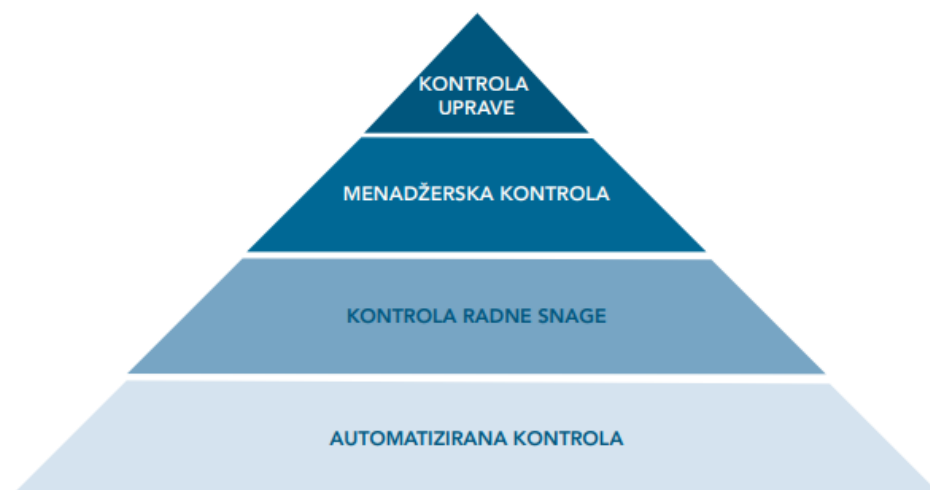 KONTROLA
UPRAVE
MENADŽERSKA KONTROLA
KONTROLA RADNE SNAGE
AUTOMATIZIRANA KONTROLA